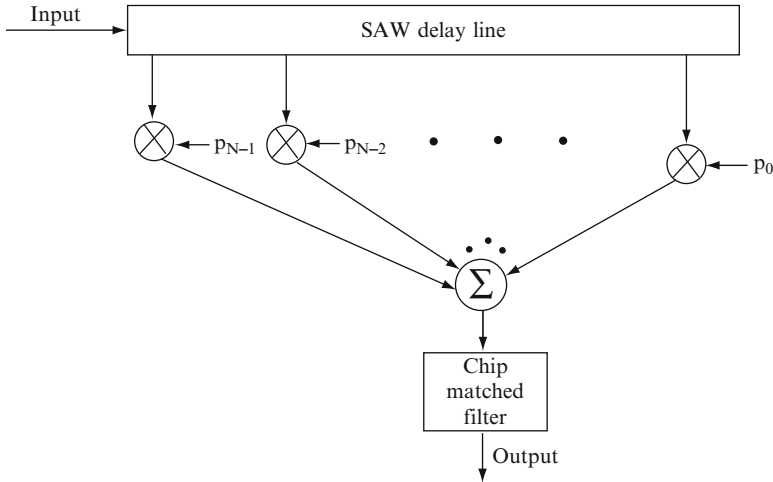 Input
SAW delay line
p_{N–1}
p_{N–2}
p_0
Σ
Chip
matched
filter
Output